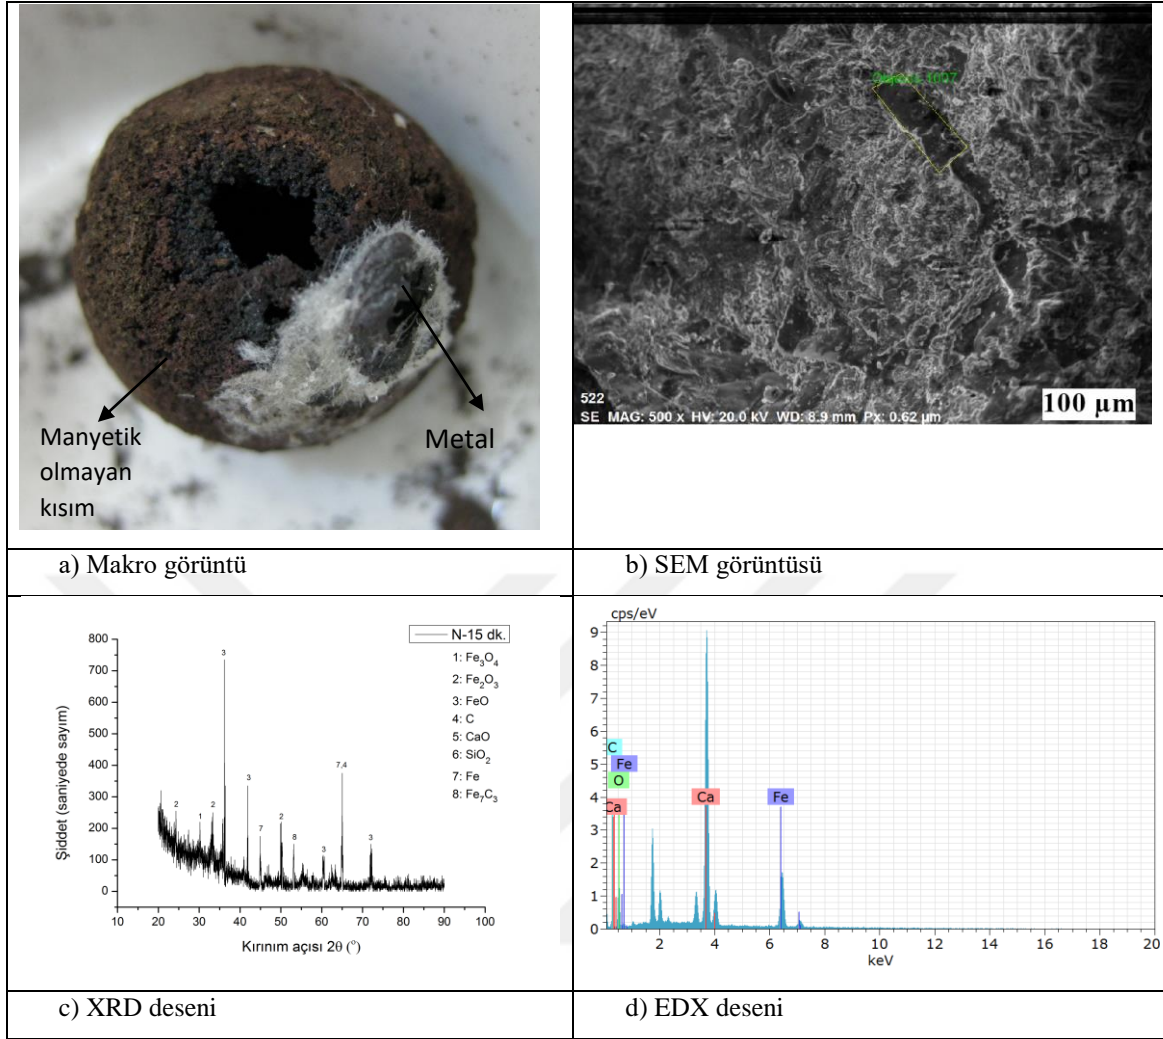 Manyetik
olmayan
kısım
Metal
522
SE MAG: 500 x HV: 20.0 kV WD: 8.9 mm Px: 0.62 µm
100 µm
a) Makro görüntü
b) SEM görüntüsü
800
700
600
500
400
300
200
100
0
Şiddet (saniyede sayım)
10 20 30 40 50 60 70 80 90 100
Kırınım açısı 2θ (°)
N-15 dk.
1: Fe₃O₄
2: Fe₂O₃
3: FeO
4: C
5: CaO
6: SiO₂
7: Fe
8: Fe₇C₃
2
1
2
3
3
7
2
8
3
7,4
3
cps/eV
9
8
7
6
5
4
3
2
1
0
C
Fe
O
Ca
Ca
Fe
2 4 6 8 10 12 14 16 18 20
keV
c) XRD deseni
d) EDX deseni